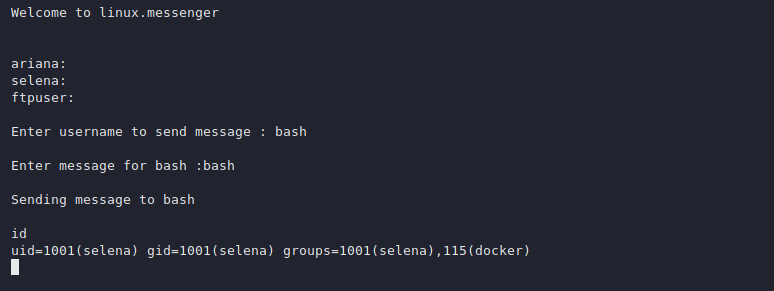 Welcome to linux.messenger
ariana:
selena:
ftpuser:
Enter username to send message : bash
Enter message for bash :bash
Sending message to bash
id
uid=1001(selena) gid=1001(selena) groups=1001(selena),115(docker)